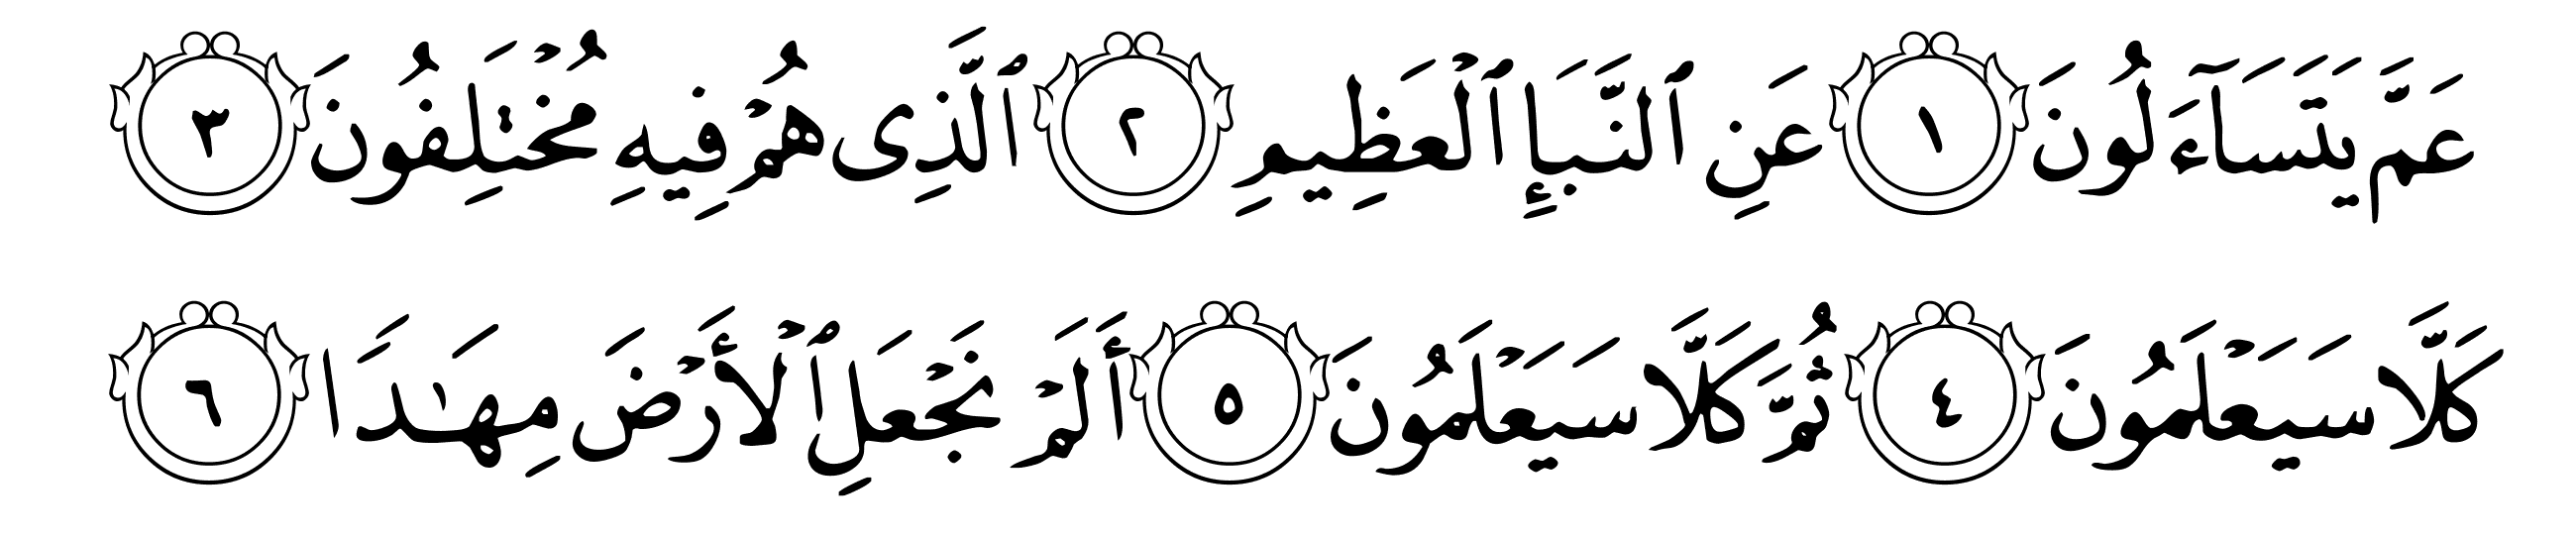 عَمَّ يَتَسَآءَلُونَ ١ عَنِ ٱلنَّبَإِ ٱلْعَظِيمِ ٢ ٱلَّذِى هُمْ فِيهِ مُخْتَلِفُونَ ٣
كَلَّا سَيَعْلَمُونَ ٤ ثُمَّ كَلَّا سَيَعْلَمُونَ ٥ أَلَمْ نَجْعَلِ ٱلْأَرْضَ مِهَـٰدًا ٦